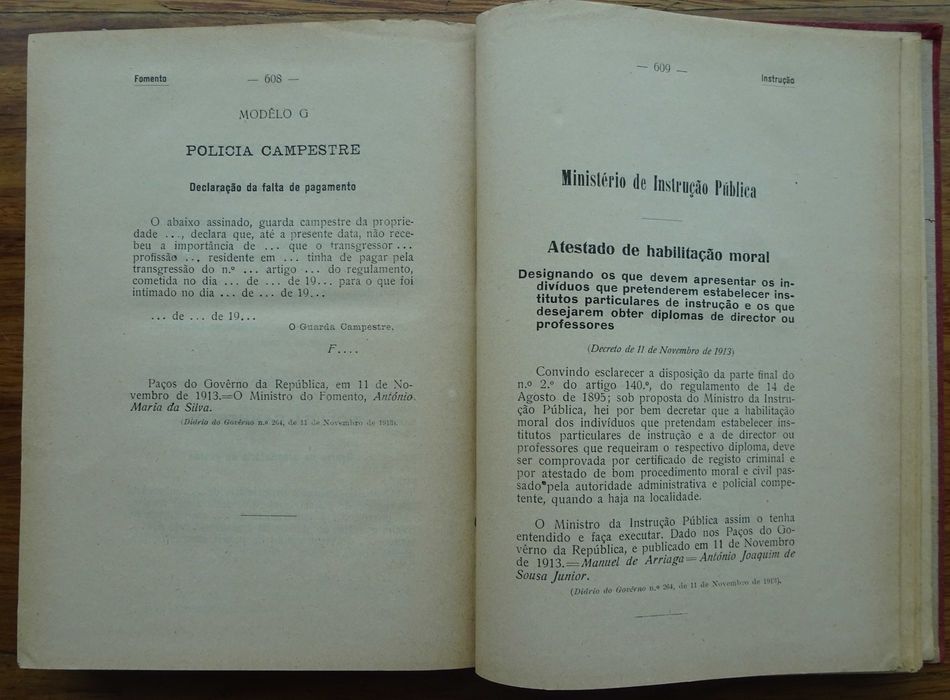 Fomento
— 608 —
MODÊLO G
POLICIA CAMPESTRE
Declaração da falta de pagamento
O abaixo assinado, guarda campestre da proprie-
dade ..., declara que, até a presente data, não rece-
beu a importância de ... que o transgressor ...
profissão ..., residente em ... tinha de pagar pela
transgressão do n.º ... artigo ... do regulamento,
cometida no dia ... de ... de 19... para o que foi
intimado no dia ... de ... de 19...
... de ... de 19...
O Guarda Campestre,
F....
Paços do Govêrno da República, em 11 de No-
vembro de 1913.=O Ministro do Fomento, António
Maria da Silva.
(Diário do Govêrno n.º 264, de 11 de Novembro de 1913).
— 609 —
Instrução
Ministério de Instrução Pública
Atestado de habilitação moral
Designando os que devem apresentar os in-
divíduos que pretenderem estabelecer ins-
titutos particulares de instrução e os que
desejarem obter diplomas de director ou
professores
(Decreto de 11 de Novembro de 1913)
Convindo esclarecer a disposição da parte final do
n.º 2.º do artigo 140.º, do regulamento de 14 de
Agosto de 1895; sob proposta do Ministro da Instru-
ção Pública, hei por bem decretar que a habilitação
moral dos indivíduos que pretendam estabelecer ins-
titutos particulares de instrução e a de director ou
professores que requeiram o respectivo diploma, deve
ser comprovada por certificado de registo criminal e
por atestado de bom procedimento moral e civil pas-
sado pela autoridade administrativa e policial compe-
tente, quando a haja na localidade.
O Ministro da Instrução Pública assim o tenha
entendido e faça executar. Dado nos Paços do Go-
vêrno da República, e publicado em 11 de Novembro
de 1913.=Manuel de Arriaga=António Joaquim de
Sousa Junior.
(Diário do Govêrno n.º 264, de 11 de Novembro de 1913).